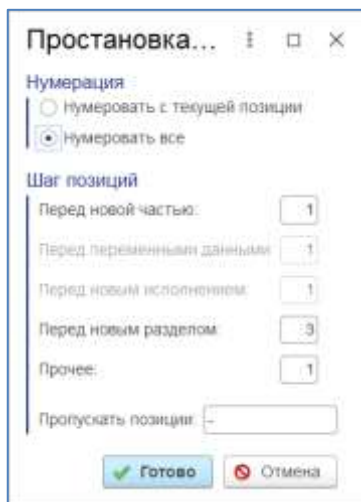 Простановка...
Нумерация
Нумеровать с текущей позиции
Нумеровать все
Шаг позиций
Перед новой частью: 1
Перед переменными данными: 1
Перед новым исполнением: 1
Перед новым разделом: 3
Прочее: 1
Пропускать позиции: -
Готово Отмена